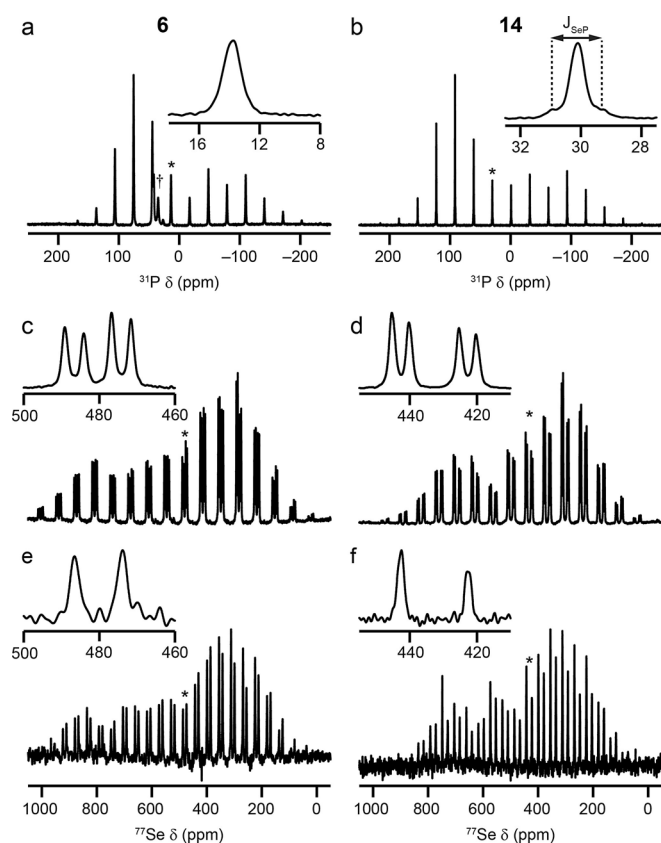 a 6 b 14 J_SeP
16 12 8 32 30 28
† * *
200 100 0 –100 –200 200 100 0 –100 –200
³¹P δ (ppm) ³¹P δ (ppm)
c d
500 480 460 440 420
* *
e f
500 480 460 440 420
* *
1000 800 600 400 200 0 1000 800 600 400 200 0
⁷⁷Se δ (ppm) ⁷⁷Se δ (ppm)